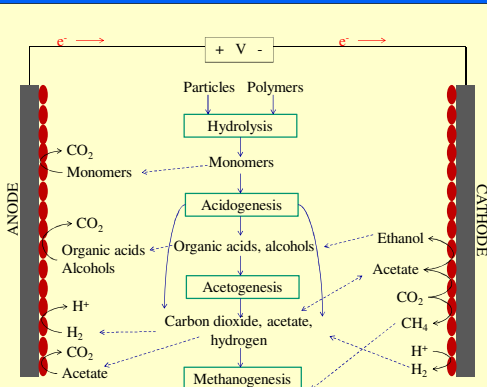 e- + V - e-
Particles Polymers
Hydrolysis
CO2
Monomers
Monomers
ANODE
CATHODE
Acidogenesis
CO2
Organic acids
Alcohols
Organic acids, alcohols
Ethanol
Acetate
Acetogenesis
CO2
H+
CH4
Carbon dioxide, acetate,
hydrogen
H2
H+
CO2
H2
Acetate
Methanogenesis